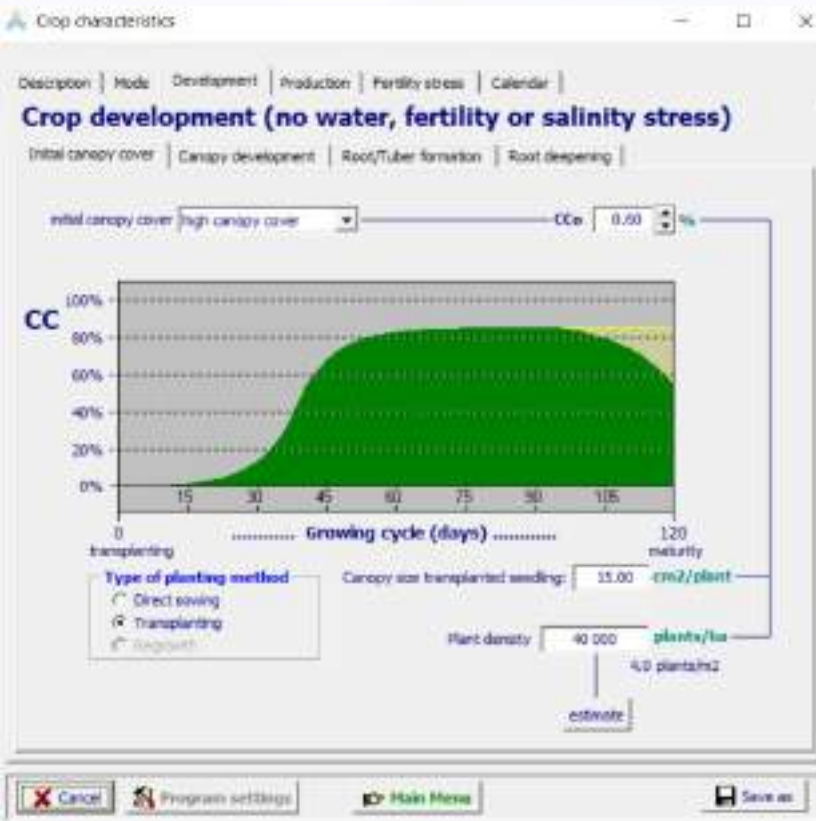 Crop characteristics
Description Mode Development Production Fertility stress Calendar
Crop development (no water, fertility or salinity stress)
Initial canopy cover Canopy development Root/Tuber formation Root deepening
initial canopy cover high canopy cover CCo 0.60 %
CC
100%
80%
60%
40%
20%
0%
15 30 45 60 75 90 105
0 ............ Growing cycle (days) ............ 120
transplanting maturity
Type of planting method
Direct sowing
Transplanting
Regrowth
Canopy size transplanted seedling: 15.00 cm2/plant
Plant density 40 000 plants/ha
4.0 plants/m2
estimate
Cancel Program settings Main Menu Save as